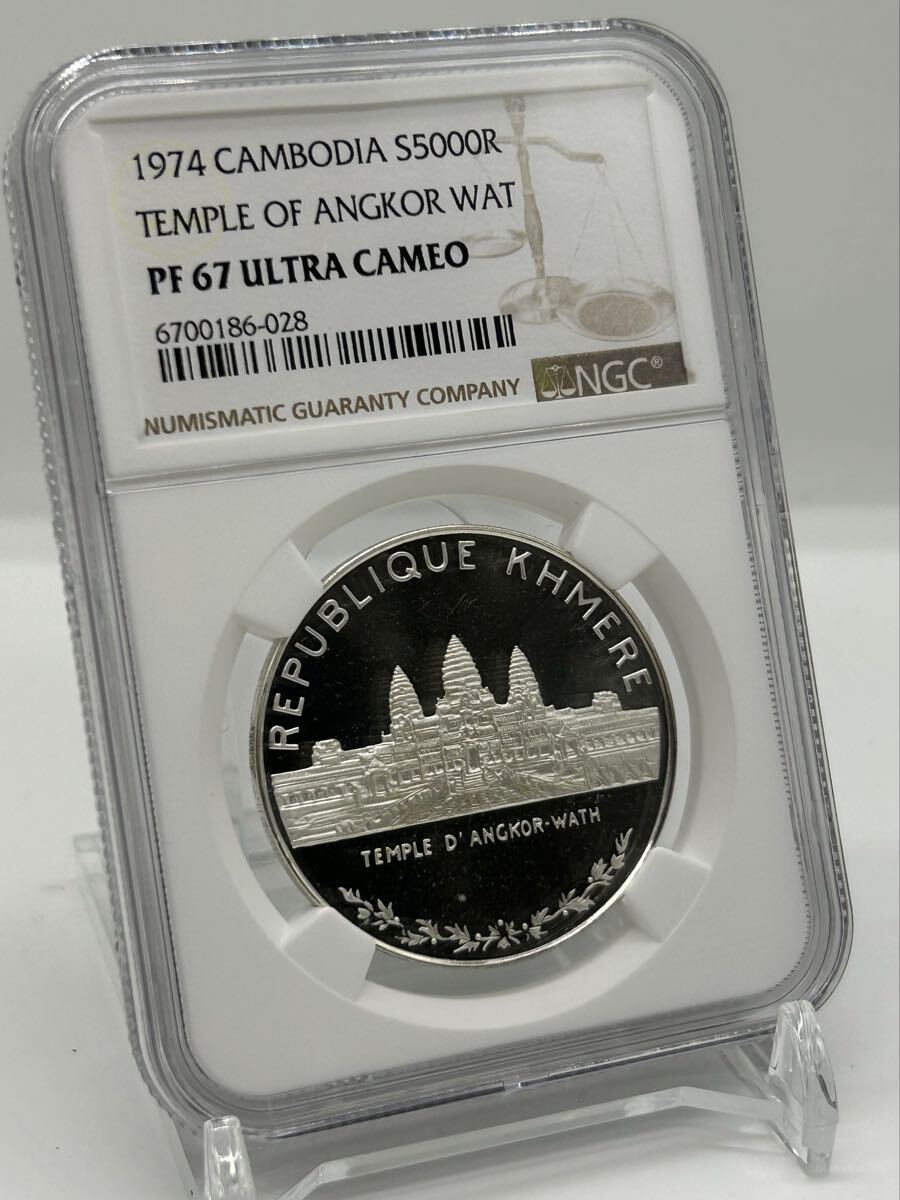 1974 CAMBODIA S5000R
TEMPLE OF ANGKOR WAT
PF 67 ULTRA CAMEO
6700186-028
NGC®
NUMISMATIC GUARANTY COMPANY
REPUBLIQUE KHMERE
TEMPLE D' ANGKOR-WATH